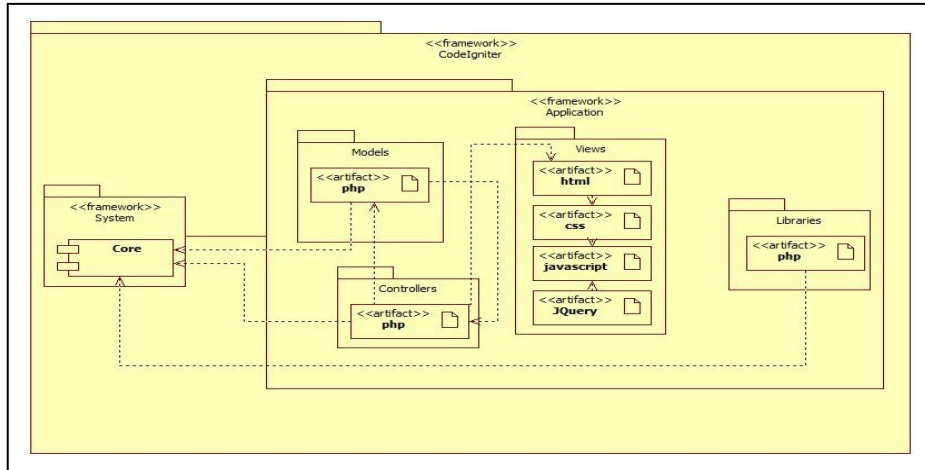 <<framework>>
CodeIgniter
<<framework>>
Application
Models
<<artifact>>
php
Views
<<artifact>>
html
<<artifact>>
css
<<artifact>>
javascript
<<artifact>>
JQuery
<<framework>>
System
Core
Libraries
<<artifact>>
php
Controllers
<<artifact>>
php